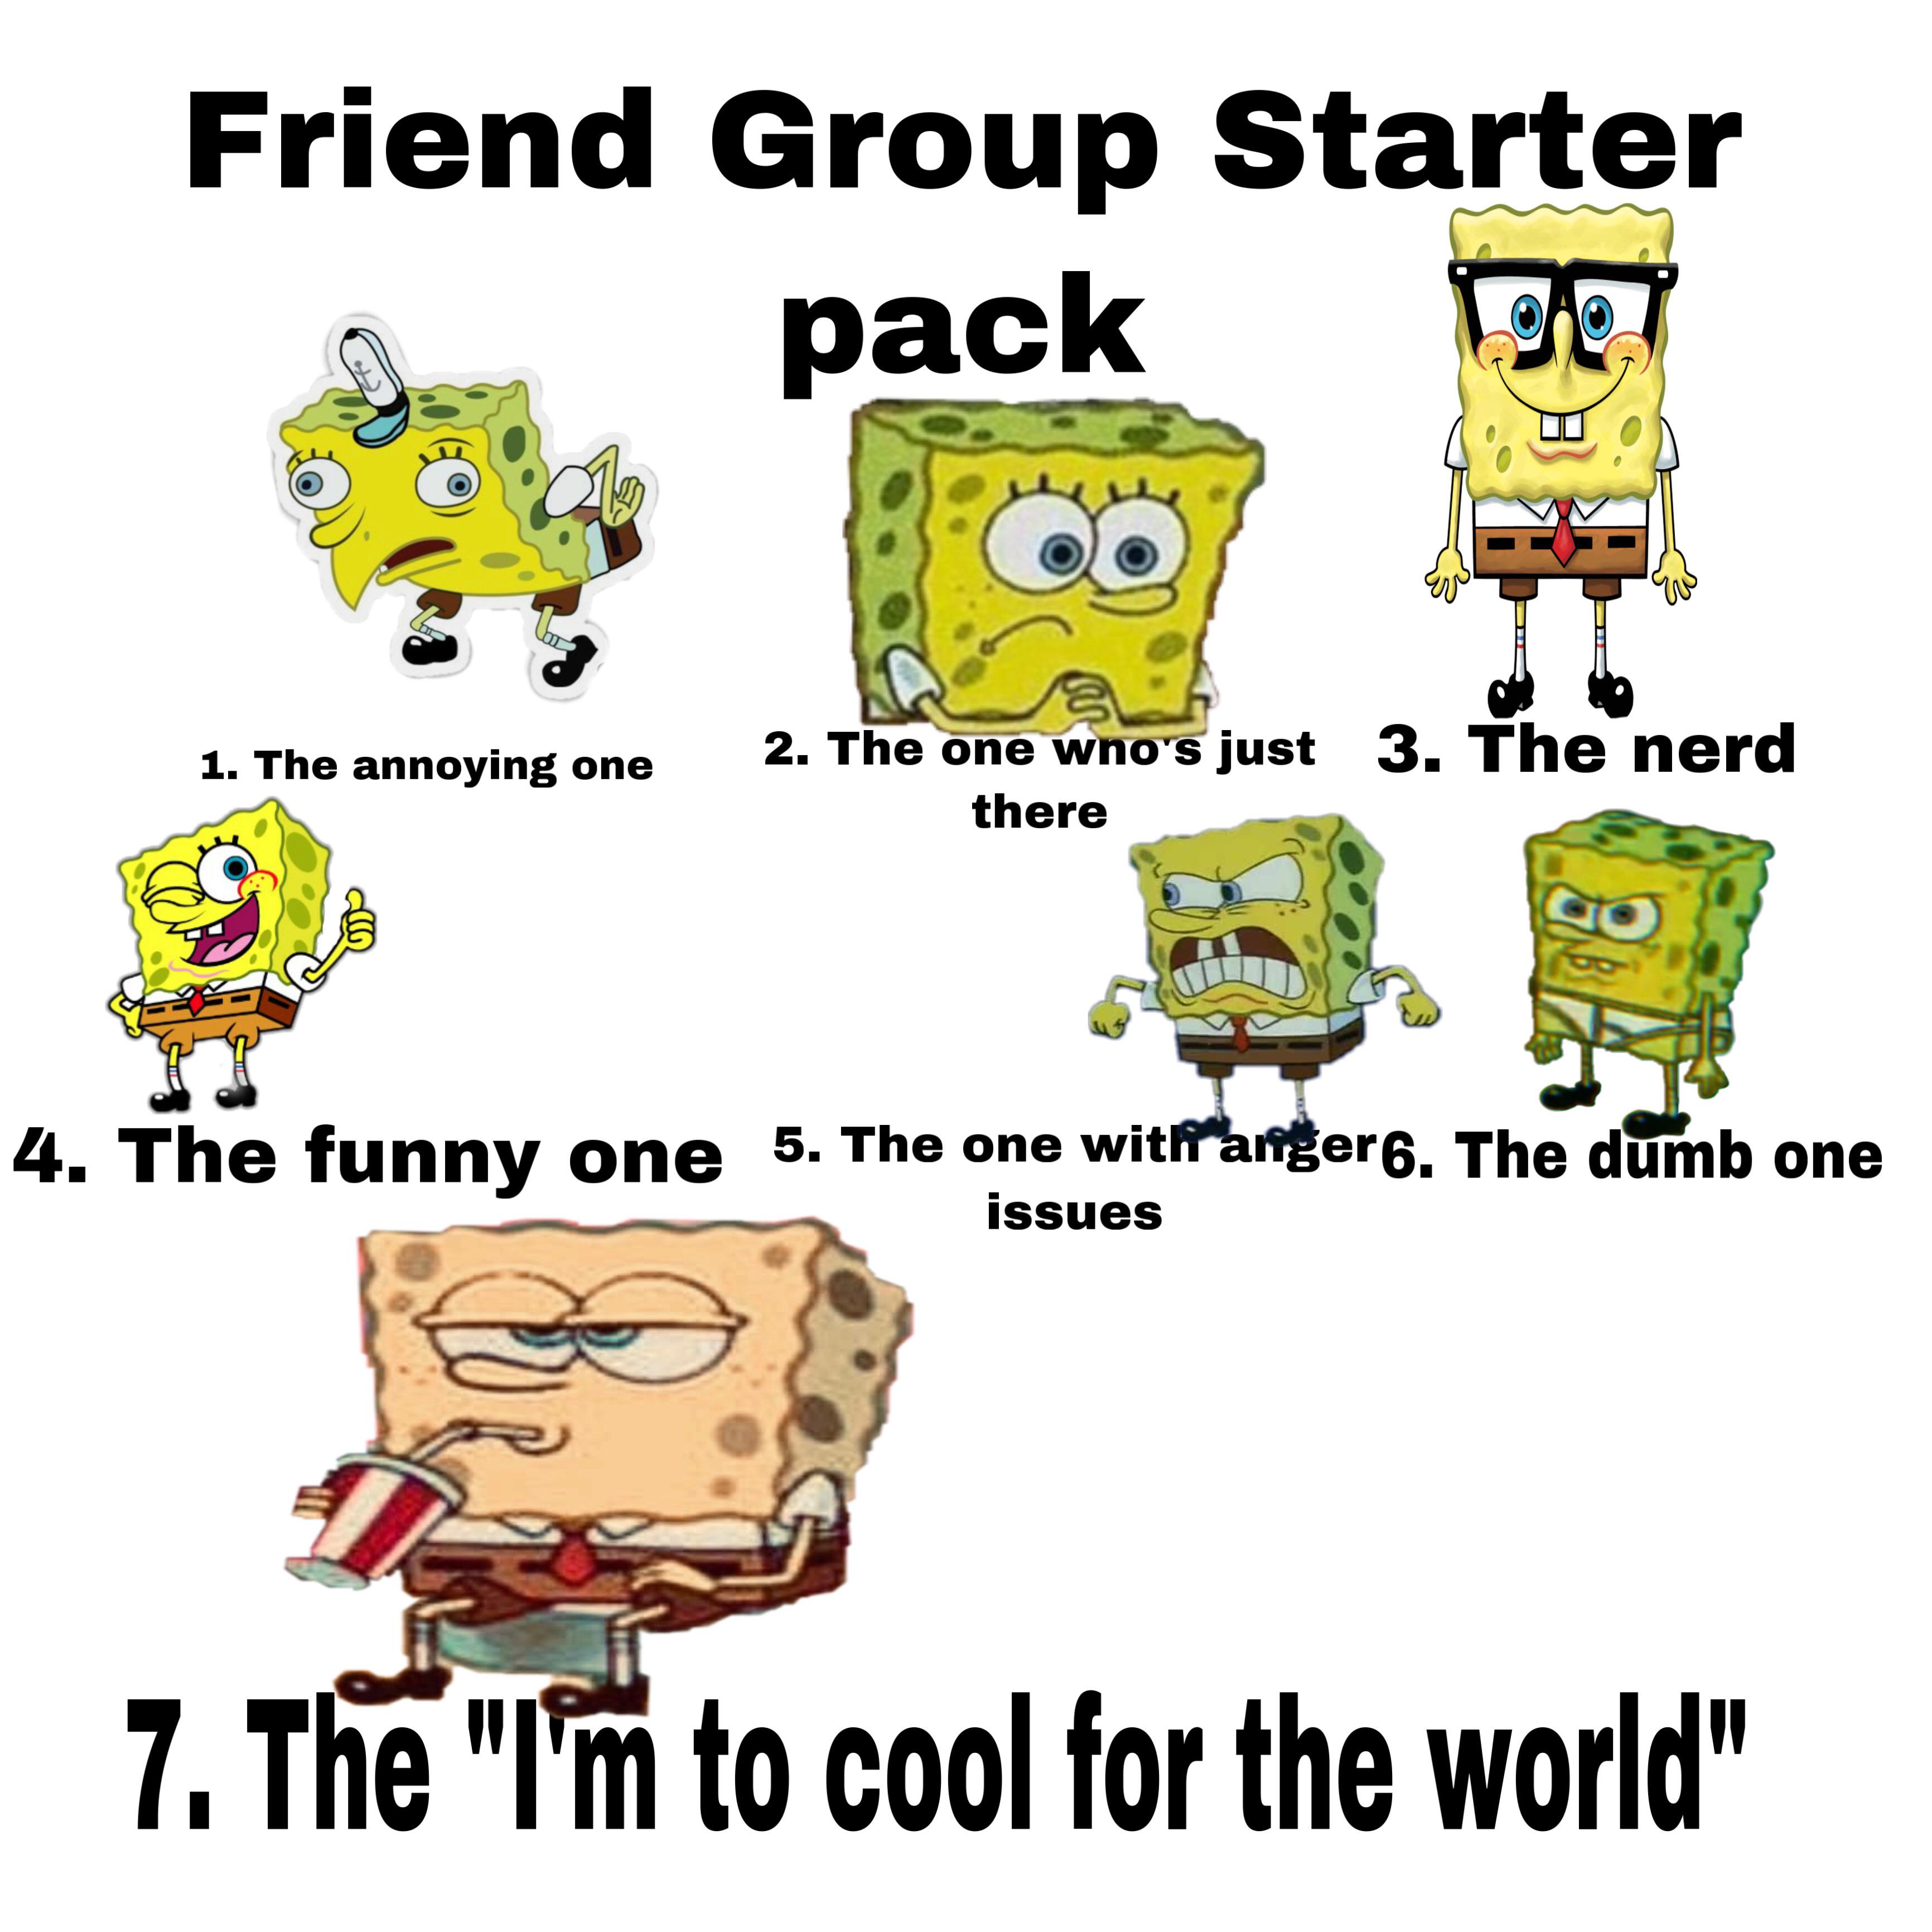 Friend Group Starter
pack
1. The annoying one
2. The one who's just
there
3. The nerd
4. The funny one
5. The one with anger
issues
6. The dumb one
7. The "I'm to cool for the world"